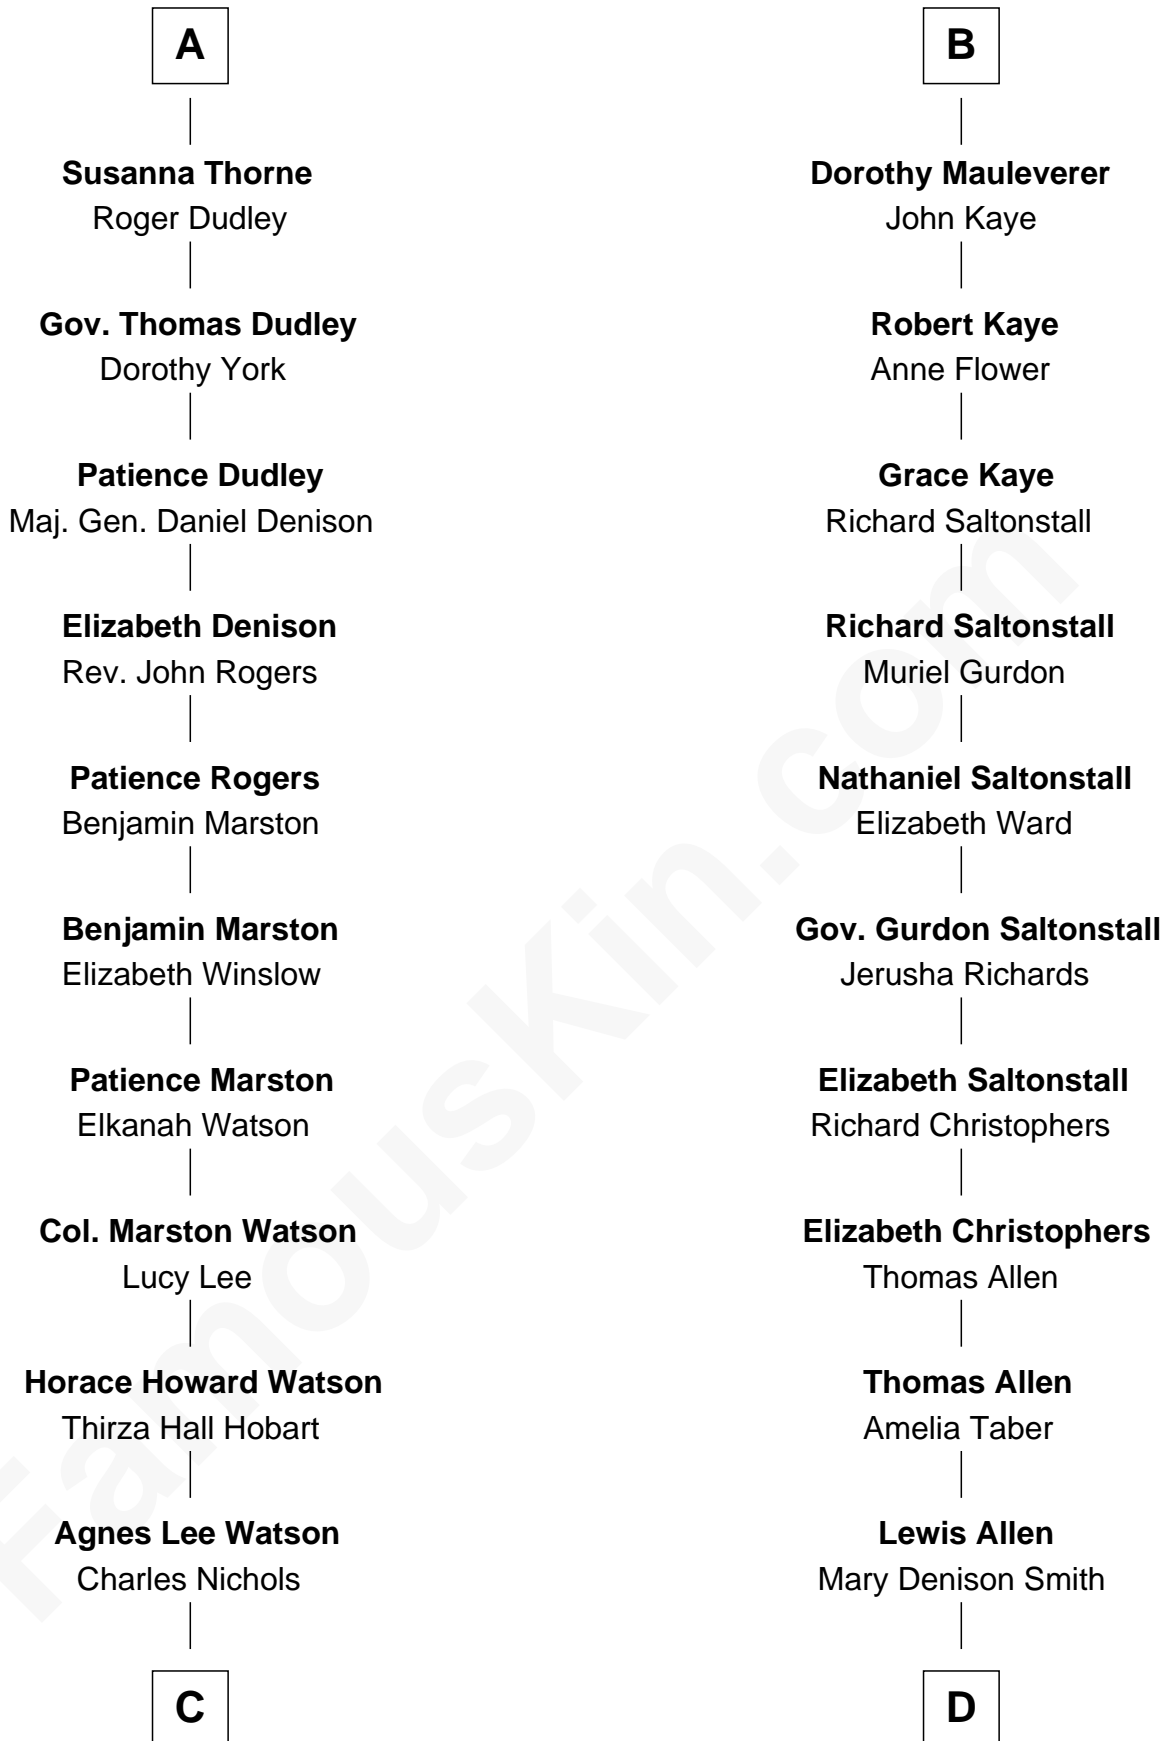 A
Susanna Thorne
Roger Dudley
Gov. Thomas Dudley
Dorothy York
Patience Dudley
Maj. Gen. Daniel Denison
Elizabeth Denison
Rev. John Rogers
Patience Rogers
Benjamin Marston
Benjamin Marston
Elizabeth Winslow
Patience Marston
Elkanah Watson
Col. Marston Watson
Lucy Lee
Horace Howard Watson
Thirza Hall Hobart
Agnes Lee Watson
Charles Nichols
C
B
Dorothy Mauleverer
John Kaye
Robert Kaye
Anne Flower
Grace Kaye
Richard Saltonstall
Richard Saltonstall
Muriel Gurdon
Nathaniel Saltonstall
Elizabeth Ward
Gov. Gurdon Saltonstall
Jerusha Richards
Elizabeth Saltonstall
Richard Christophers
Elizabeth Christophers
Thomas Allen
Thomas Allen
Amelia Taber
Lewis Allen
Mary Denison Smith
D
FamousKin.com